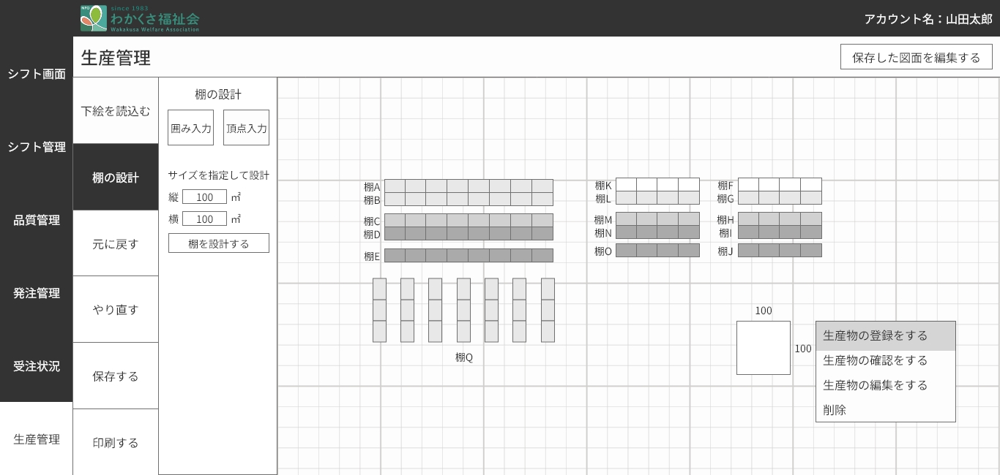 NPO
since 1983
わかくさ福祉会
Wakakusa Welfare Association
アカウント名：山田太郎
シフト画面
シフト管理
品質管理
発注管理
受注状況
生産管理
生産管理
保存した図面を編集する
下絵を読込む
棚の設計
元に戻す
やり直す
保存する
印刷する
棚の設計
囲み入力
頂点入力
サイズを指定して設計
縦 100 ㎡
横 100 ㎡
棚を設計する
棚A
棚B
棚C
棚D
棚E
棚Q
棚K
棚L
棚M
棚N
棚O
棚F
棚G
棚H
棚I
棚J
100
100
生産物の登録をする
生産物の確認をする
生産物の編集をする
削除